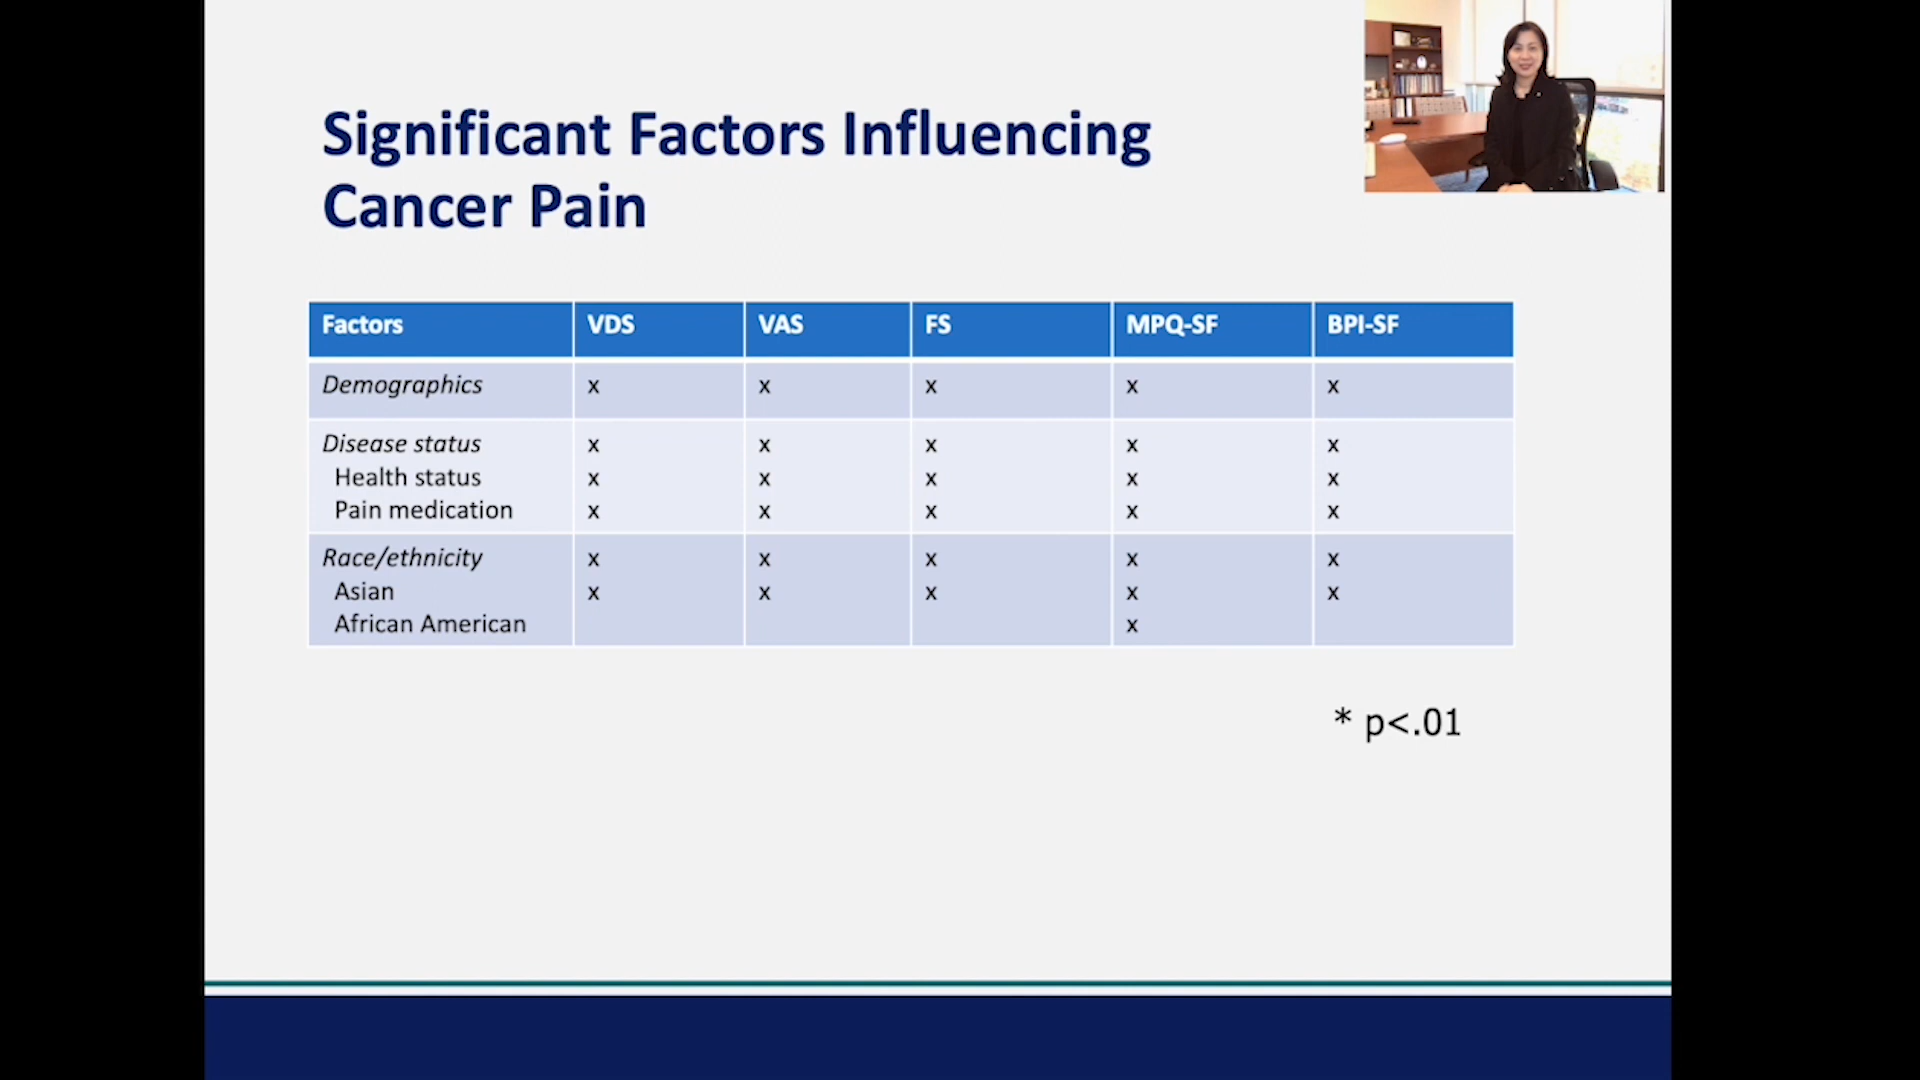 Significant Factors Influencing
Cancer Pain
Factors VDS VAS FS MPQ-SF BPI-SF
Demographics x x x x x
Disease status x x x x x
Health status x x x x x
Pain medication x x x x x
Race/ethnicity x x x x x
Asian x x x x x
African American x
* p<.01